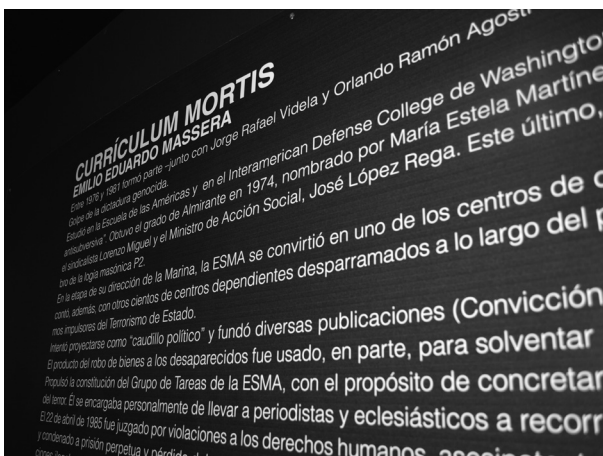 CURRÍCULUM MORTIS
EMILIO EDUARDO MASSERA
Entre 1976 y 1981 formó parte –junto con Jorge Rafael Videla y Orlando Ramón Agosti
Golpe de la dictadura genocida.
Estudió en la Escuela de las Américas y en el Interamerican Defense College de Washingto
antisubversiva". Obtuvo el grado de Almirante en 1974, nombrado por María Estela Martíne
el sindicalista Lorenzo Miguel y el Ministro de Acción Social, José López Rega. Este último,
bro de la logia masónica P2.
En la etapa de su dirección de la Marina, la ESMA se convirtió en uno de los centros de
contó, además, con otros cientos de centros dependientes desparramados a lo largo del p
mos impulsores del Terrorismo de Estado.
Intentó proyectarse como "caudillo político" y fundó diversas publicaciones (Convicción
El producto del robo de bienes a los desaparecidos fue usado, en parte, para solventar
Propulsó la constitución del Grupo de Tareas de la ESMA, con el propósito de concretar
del terror. Él se encargaba personalmente de llevar a periodistas y eclesiásticos a recorr
El 22 de abril de 1985 fue juzgado por violaciones a los derechos humanos,
y condenado a prisión perpetua y pérdida